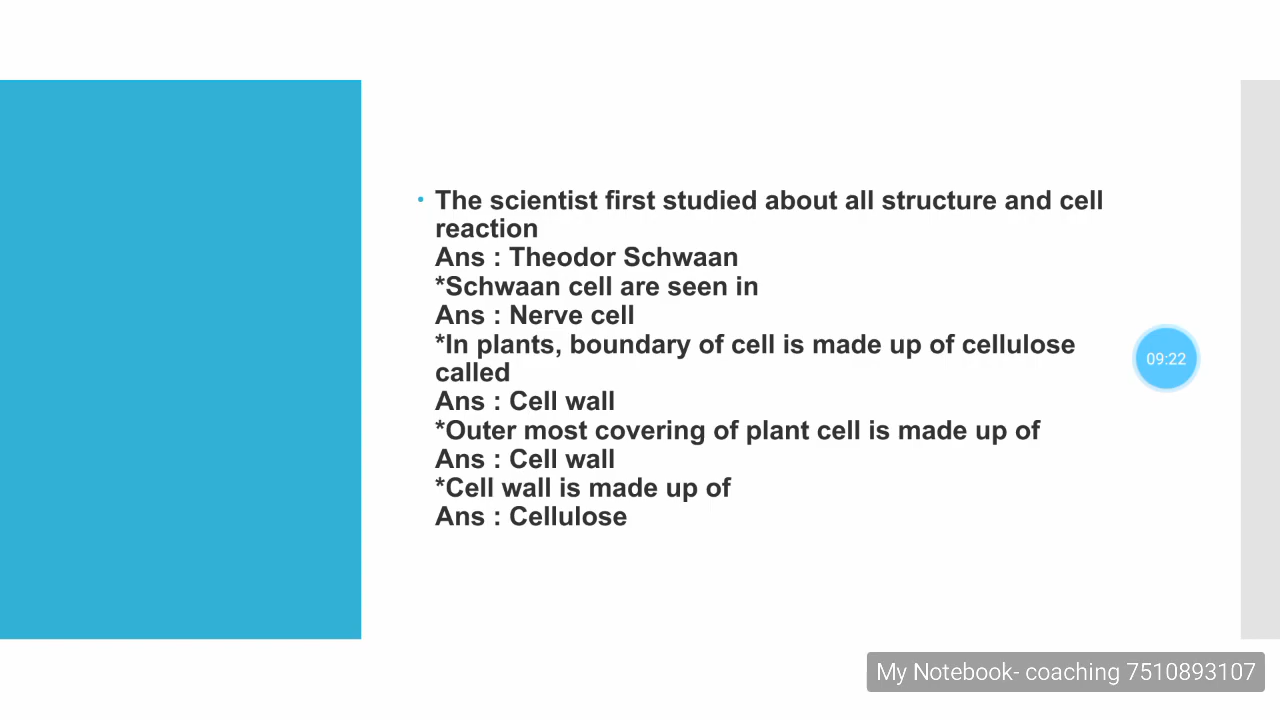 • The scientist first studied about all structure and cell
reaction
Ans : Theodor Schwaan
*Schwaan cell are seen in
Ans : Nerve cell
*In plants, boundary of cell is made up of cellulose
called
Ans : Cell wall
*Outer most covering of plant cell is made up of
Ans : Cell wall
*Cell wall is made up of
Ans : Cellulose
09:22
My Notebook- coaching 7510893107